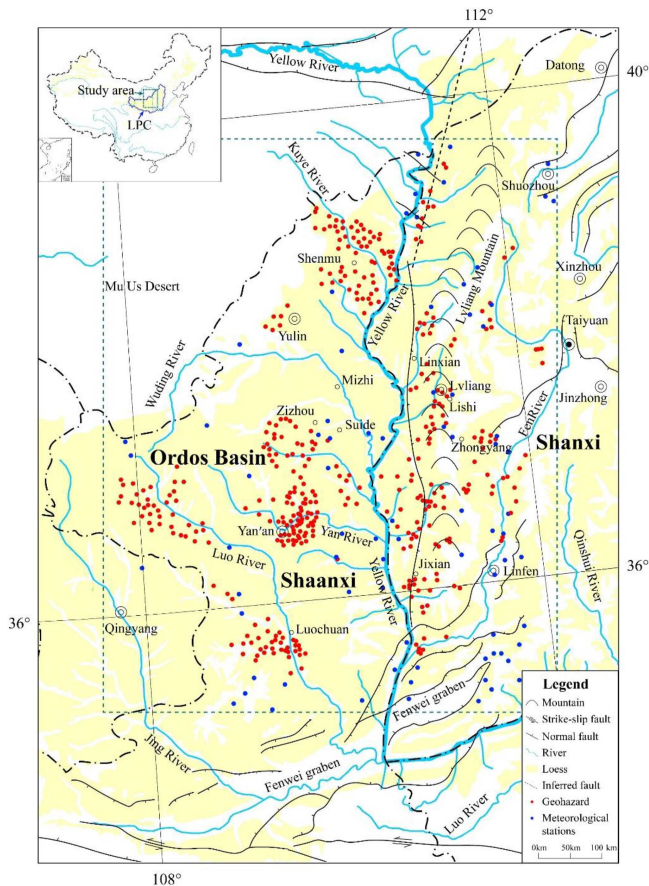 112°
Yellow River
Datong
40°
Study area
LPC
Kuye River
Shuozhou
Shenmu
Lvliang Mountain
Xinzhou
Mu Us Desert
Yellow River
Taiyuan
Yulin
Linxian
Wuding River
Mizhi
Lvliang
Jinzhong
Lishi
Zizhou
Suide
FenRiver
Zhongyang
Shanxi
Ordos Basin
Yan'an
Yan River
Luo River
Qinshui River
Jixian
Linfen
36°
Shaanxi
Yellow River
36°
Qingyang
Luochuan
Fenwei graben
Jing River
Fenwei graben
Luo River
Legend
Mountain
Strike-slip fault
Normal fault
River
Loess
Inferred fault
Geohazard
Meteorological
stations
0km 50km 100 km
108°